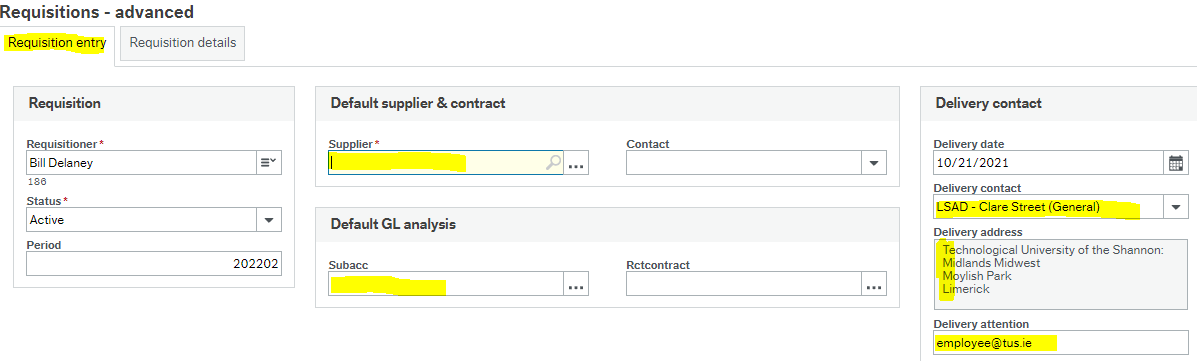 Requisitions - advanced
Requisition entry
Requisition details
Requisition
Requisitioner*
Bill Delaney
186
Status*
Active
Period
202202
Default supplier & contract
Supplier*
...
Contact
Default GL analysis
Subacc
...
Rctcontract
...
Delivery contact
Delivery date
10/21/2021
Delivery contact
LSAD - Clare Street (General)
Delivery address
Technological University of the Shannon:
Midlands Midwest
Moylish Park
Limerick
Delivery attention
employee@tus.ie